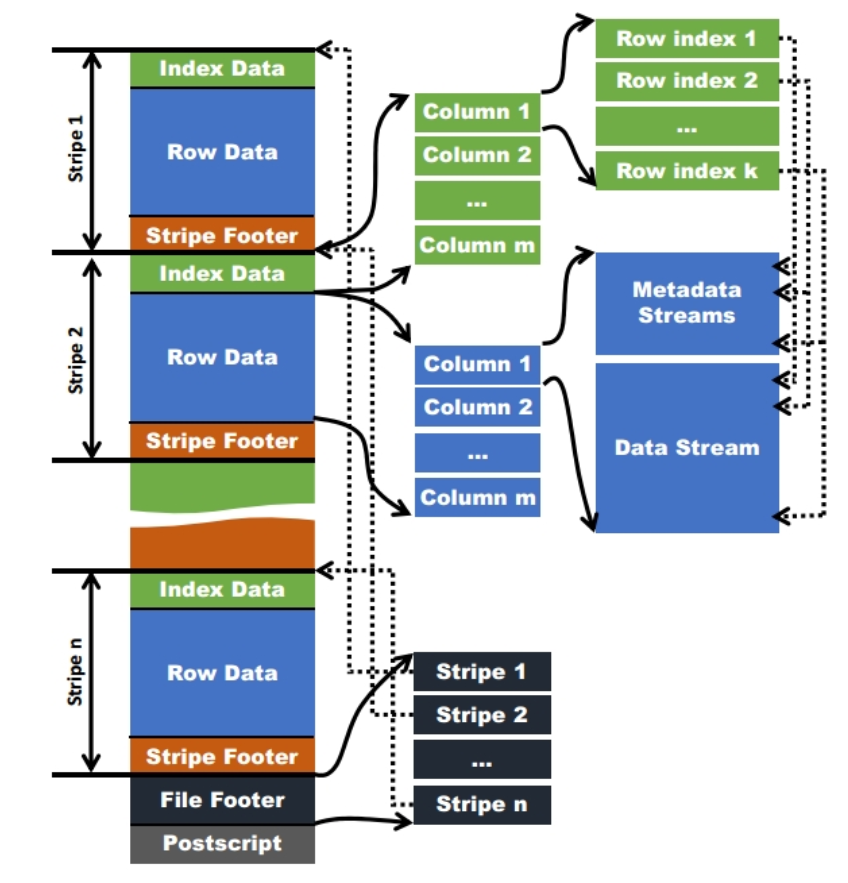 Stripe 1
Index Data
Row Data
Stripe Footer
Stripe 2
Index Data
Row Data
Stripe Footer
Stripe n
Index Data
Row Data
Stripe Footer
File Footer
Postscript
Column 1
Column 2
...
Column m
Row index 1
Row index 2
...
Row index k
Column 1
Column 2
...
Column m
Metadata
Streams
Data Stream
Stripe 1
Stripe 2
...
Stripe n